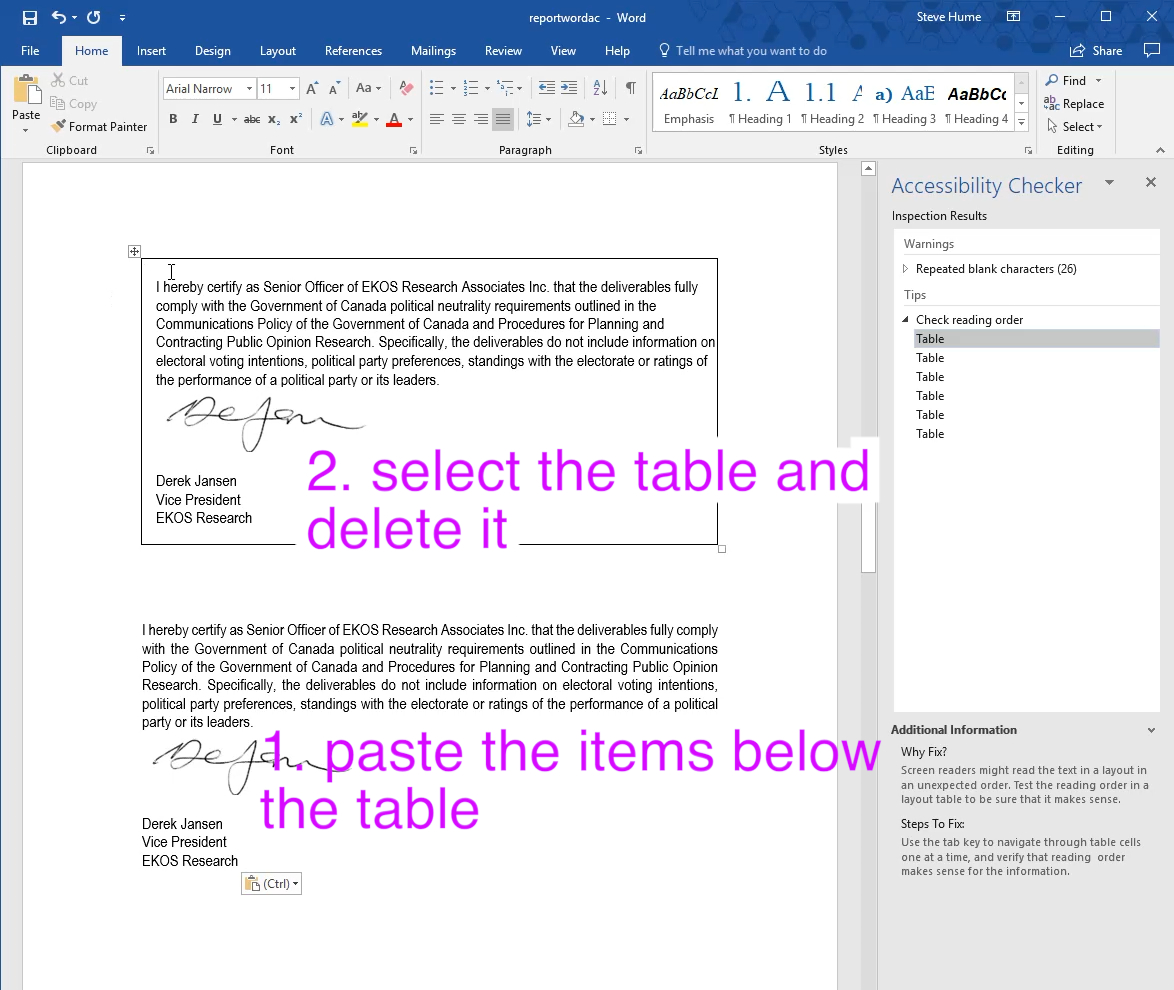 reportwordac - Word
Steve Hume
File Home Insert Design Layout References Mailings Review View Help Tell me what you want to do Share
Paste
Cut
Copy
Format Painter
Clipboard
Arial Narrow 11 Aa
B I U abc x₂ x² A ab A
Font
Paragraph
AaBbCcI 1. A 1.1 A a) AaB AaBbCc
Emphasis ¶ Heading 1 ¶ Heading 2 ¶ Heading 3 ¶ Heading 4
Styles
Find
Replace
Select
Editing
I hereby certify as Senior Officer of EKOS Research Associates Inc. that the deliverables fully
comply with the Government of Canada political neutrality requirements outlined in the
Communications Policy of the Government of Canada and Procedures for Planning and
Contracting Public Opinion Research. Specifically, the deliverables do not include information on
electoral voting intentions, political party preferences, standings with the electorate or ratings of
the performance of a political party or its leaders.
Derek Jansen
Vice President
EKOS Research
2. select the table and
delete it
I hereby certify as Senior Officer of EKOS Research Associates Inc. that the deliverables fully comply
with the Government of Canada political neutrality requirements outlined in the Communications
Policy of the Government of Canada and Procedures for Planning and Contracting Public Opinion
Research. Specifically, the deliverables do not include information on electoral voting intentions,
political party preferences, standings with the electorate or ratings of the performance of a political
party or its leaders.
1. paste the items below
the table
Derek Jansen
Vice President
EKOS Research
(Ctrl)
Accessibility Checker
Inspection Results
Warnings
Repeated blank characters (26)
Tips
Check reading order
Table
Table
Table
Table
Table
Table
Additional Information
Why Fix?
Screen readers might read the text in a layout in
an unexpected order. Test the reading order in a
layout table to be sure that it makes sense.
Steps To Fix:
Use the tab key to navigate through table cells
one at a time, and verify that reading order
makes sense for the information.